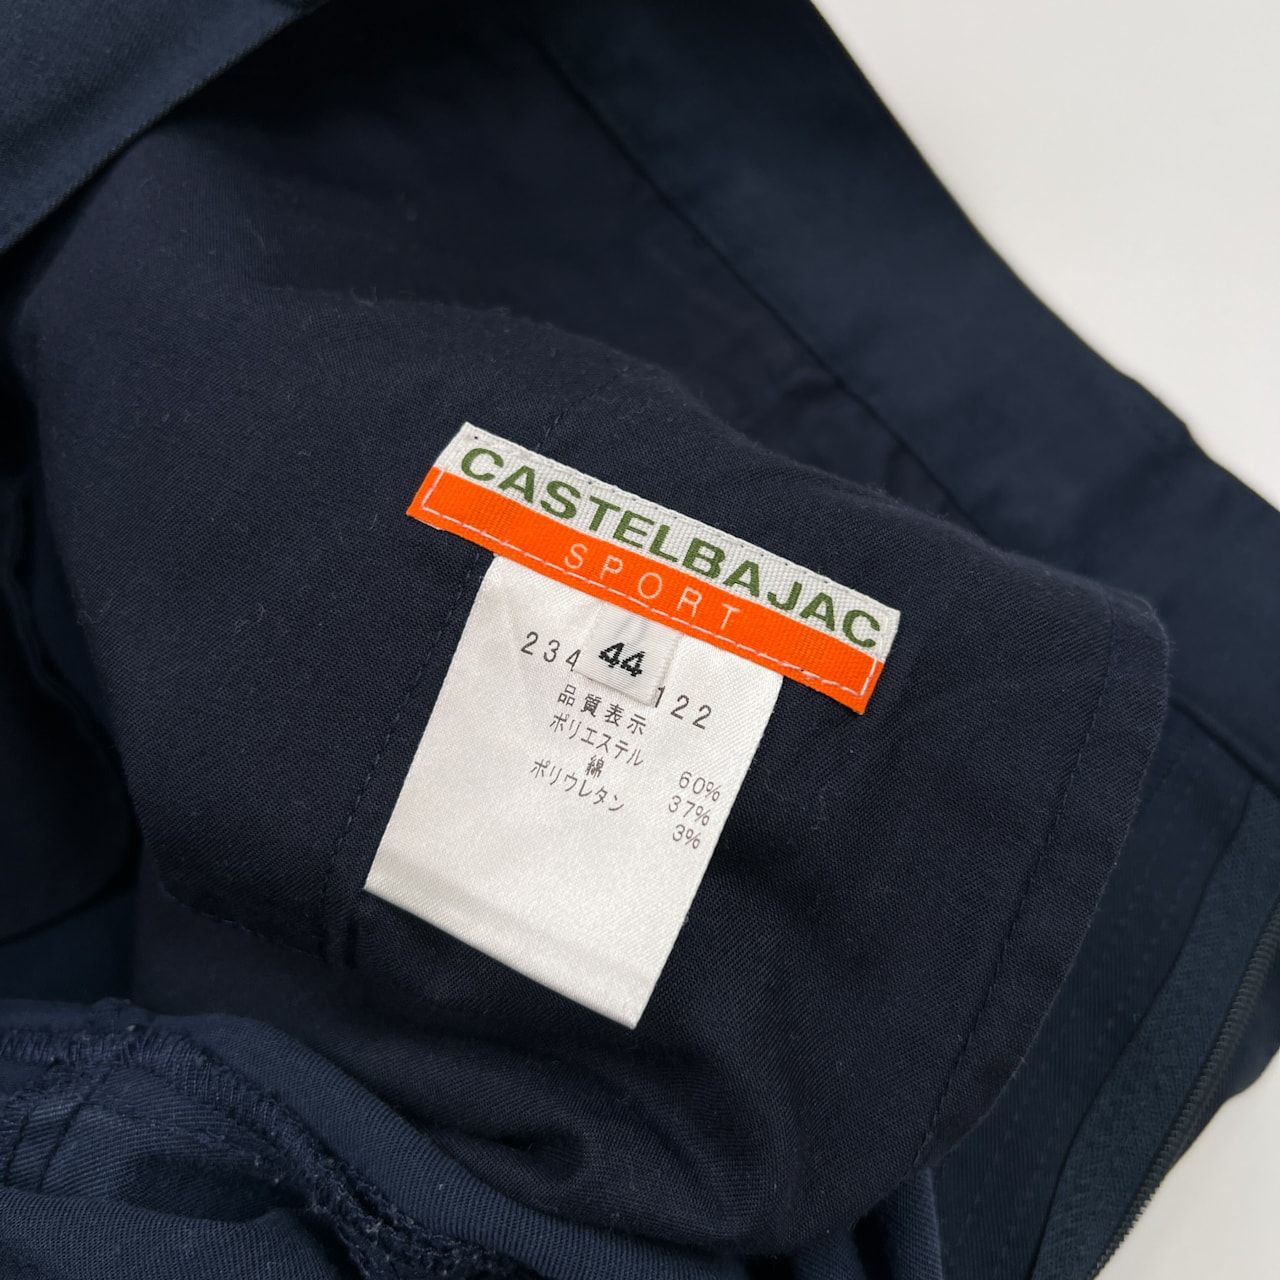 CASTELBAJAC
SPORT
44
234 122
品質表示
ポリエステル 60%
綿 37%
ポリウレタン 3%